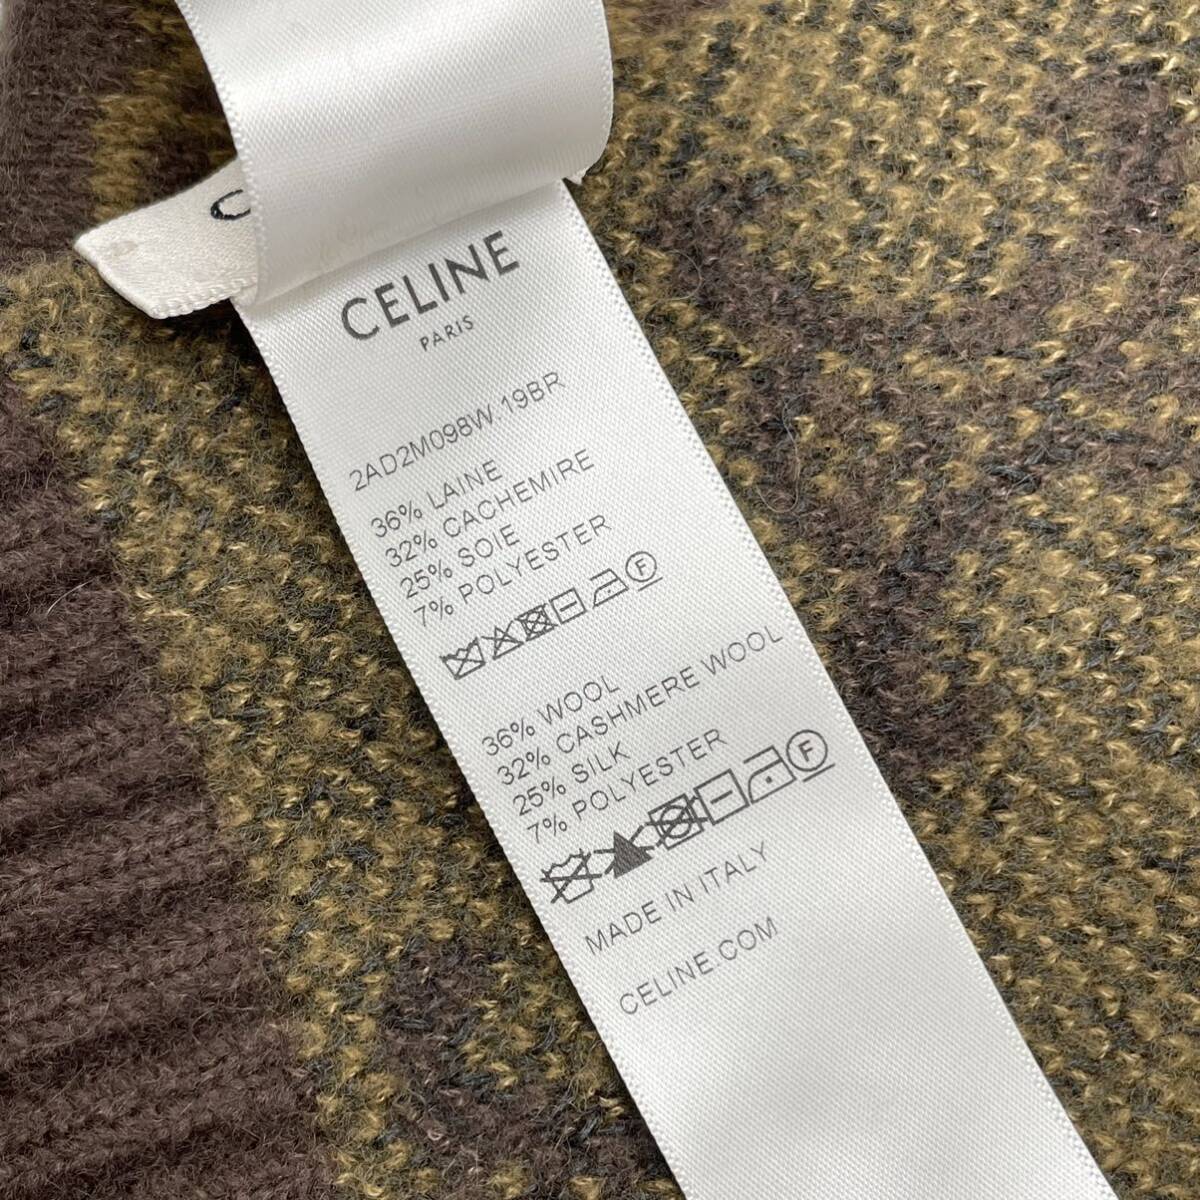 CELINE
PARIS
2AD2M098W.19BR
36% LAINE
32% CACHEMIRE
25% SOIE
7% POLYESTER
F
36% WOOL
32% CASHMERE WOOL
25% SILK
7% POLYESTER
F
MADE IN ITALY
CELINE.COM